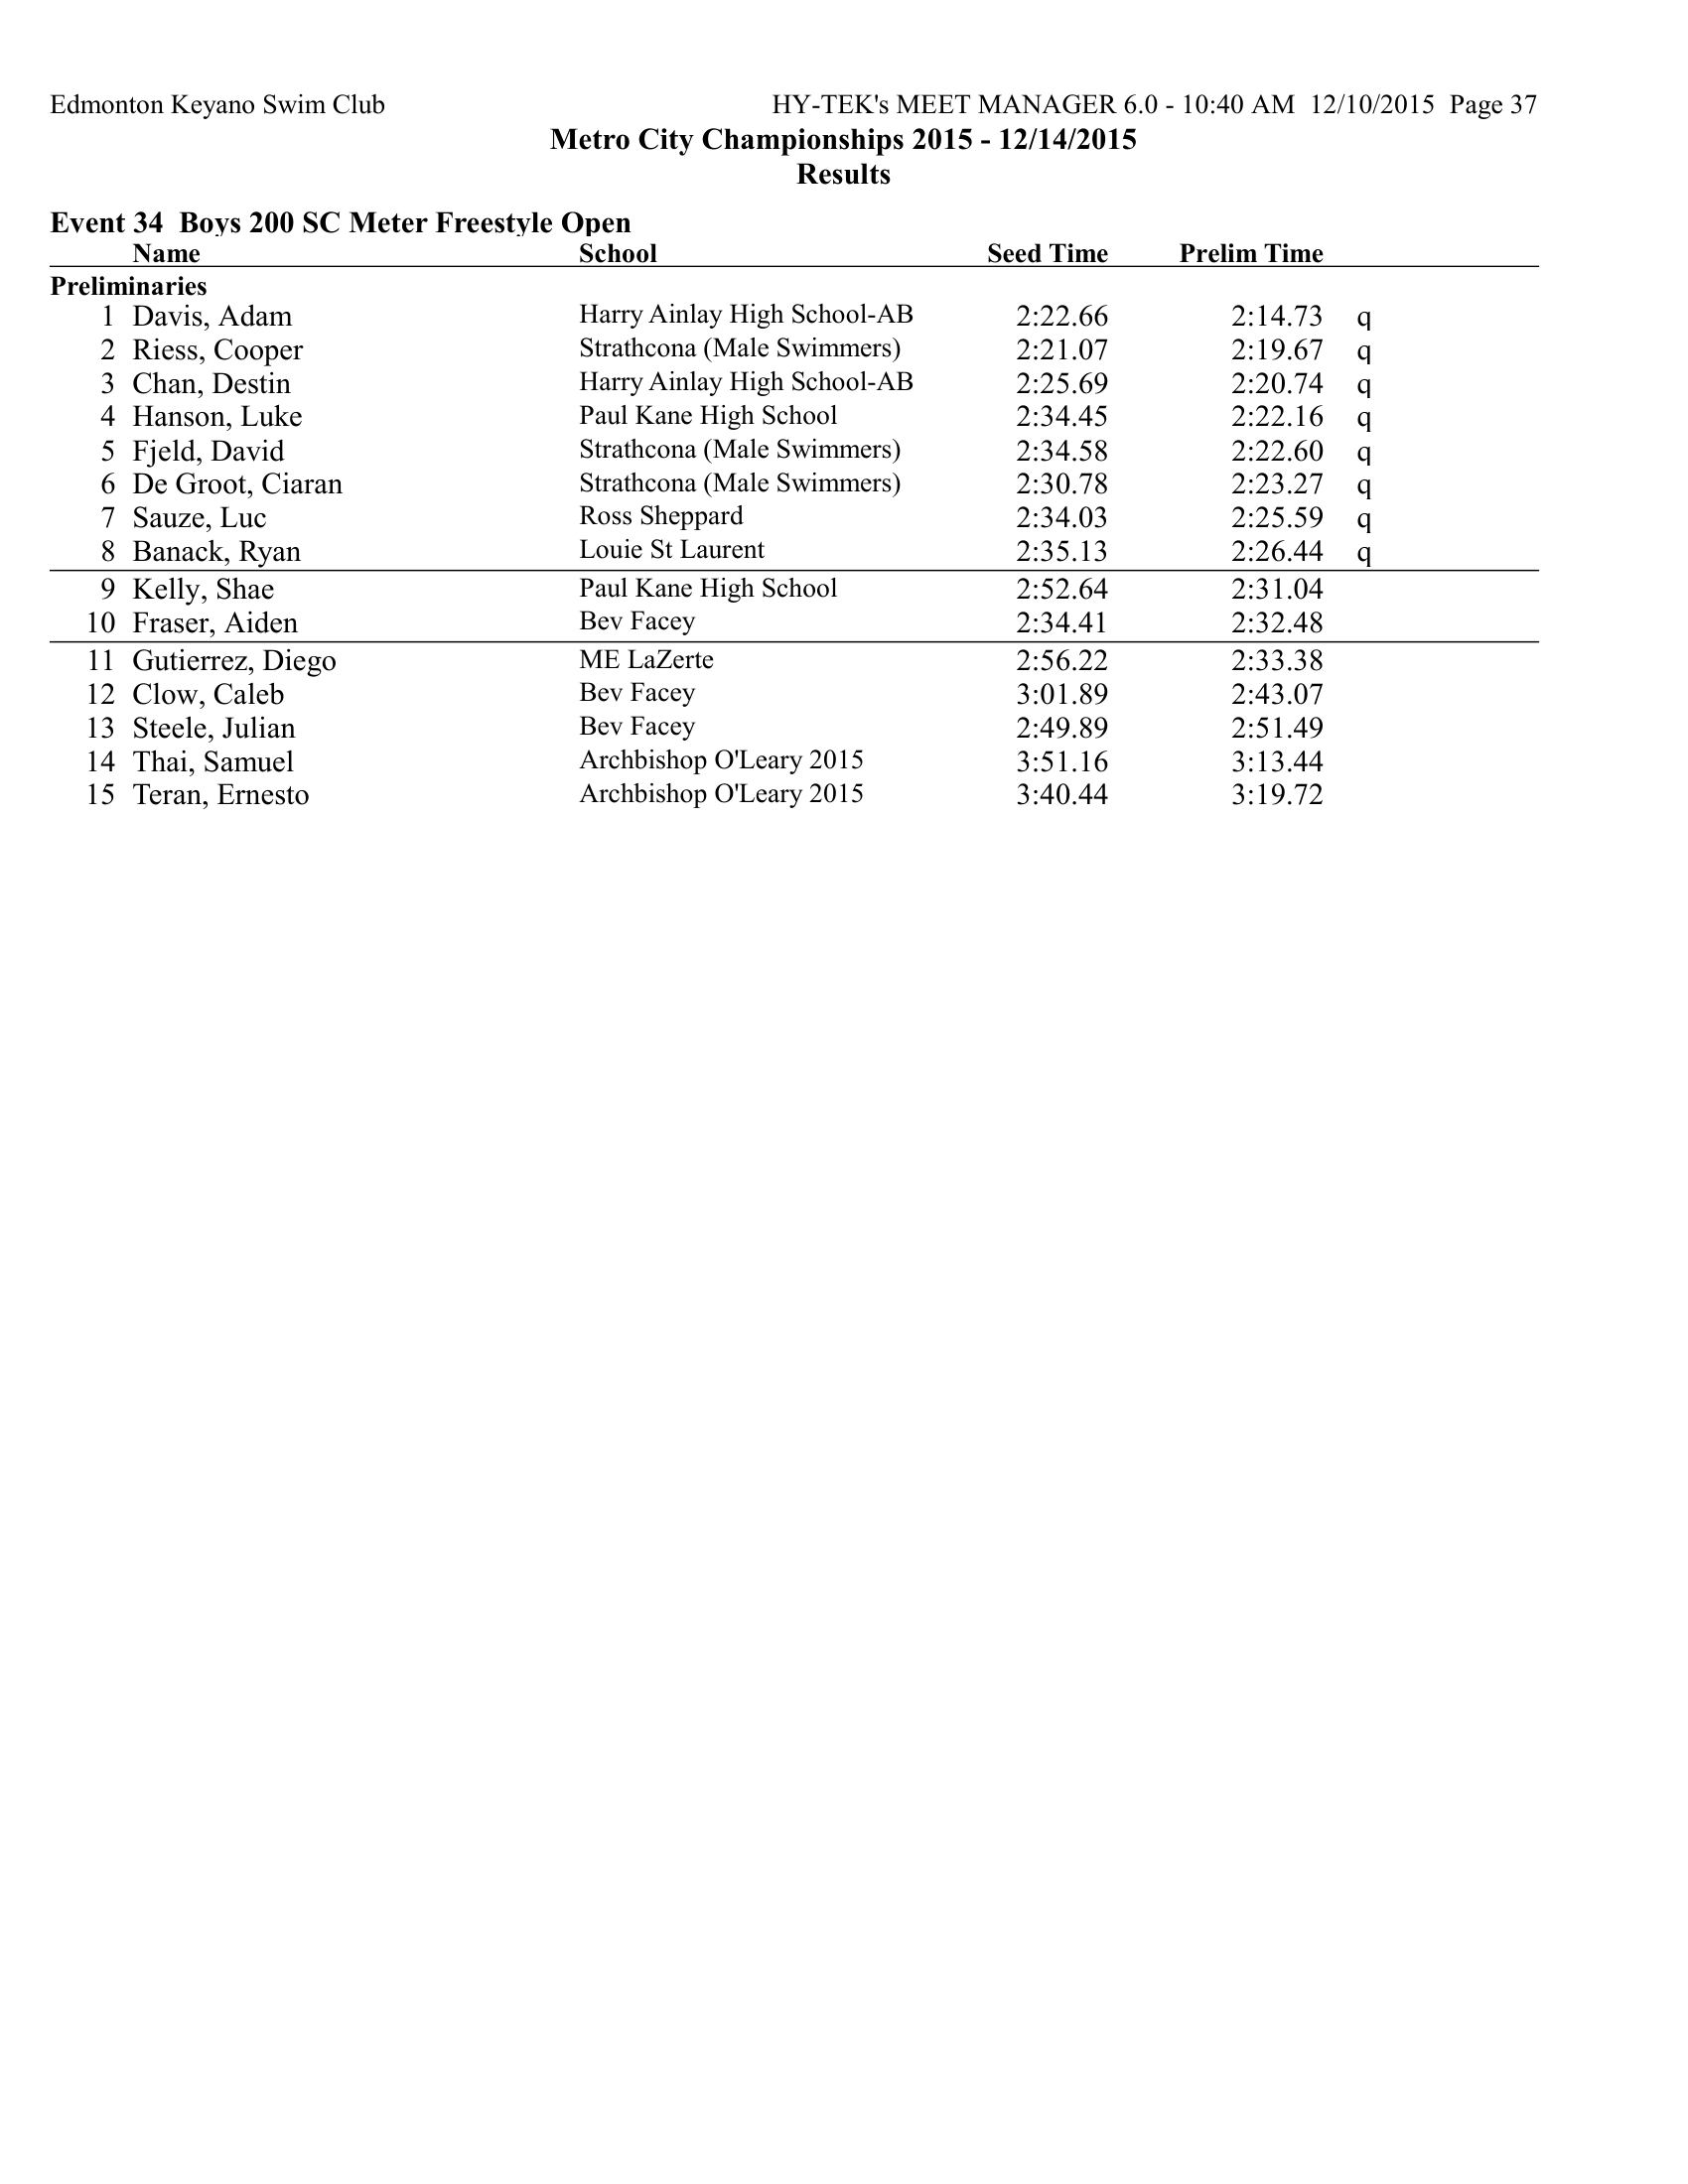 Edmonton Keyano Swim Club HY-TEK's MEET MANAGER 6.0 - 10:40 AM 12/10/2015 Page 37
Metro City Championships 2015 - 12/14/2015
Results
Event 34 Boys 200 SC Meter Freestyle Open
Name School Seed Time Prelim Time
Preliminaries
1 Davis, Adam Harry Ainlay High School-AB 2:22.66 2:14.73 q
2 Riess, Cooper Strathcona (Male Swimmers) 2:21.07 2:19.67 q
3 Chan, Destin Harry Ainlay High School-AB 2:25.69 2:20.74 q
4 Hanson, Luke Paul Kane High School 2:34.45 2:22.16 q
5 Fjeld, David Strathcona (Male Swimmers) 2:34.58 2:22.60 q
6 De Groot, Ciaran Strathcona (Male Swimmers) 2:30.78 2:23.27 q
7 Sauze, Luc Ross Sheppard 2:34.03 2:25.59 q
8 Banack, Ryan Louie St Laurent 2:35.13 2:26.44 q
9 Kelly, Shae Paul Kane High School 2:52.64 2:31.04
10 Fraser, Aiden Bev Facey 2:34.41 2:32.48
11 Gutierrez, Diego ME LaZerte 2:56.22 2:33.38
12 Clow, Caleb Bev Facey 3:01.89 2:43.07
13 Steele, Julian Bev Facey 2:49.89 2:51.49
14 Thai, Samuel Archbishop O'Leary 2015 3:51.16 3:13.44
15 Teran, Ernesto Archbishop O'Leary 2015 3:40.44 3:19.72